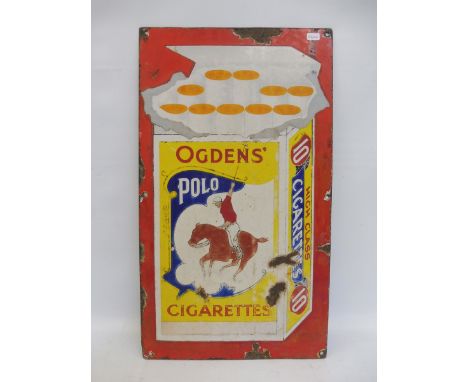 OGDENS'
POLO
CIGARETTES
10
HIGH CLASS
CIGARETTES
10